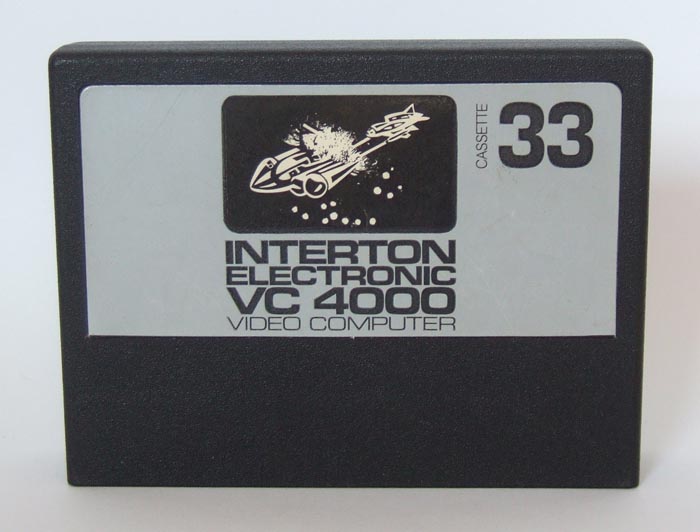 CASSETTE 33
INTERTON
ELECTRONIC
VC 4000
VIDEO COMPUTER